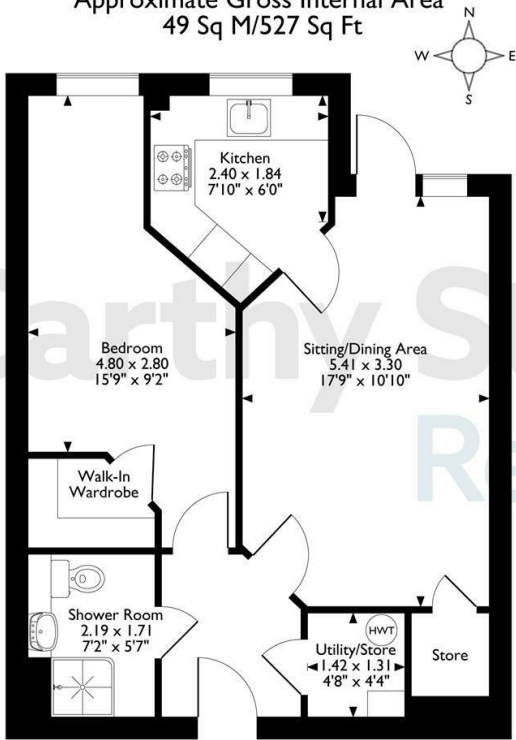 Approximate Gross Internal Area
49 Sq M/527 Sq Ft
N
W
E
S
Kitchen
2.40 x 1.84
7'10" x 6'0"
Bedroom
4.80 x 2.80
15'9" x 9'2"
Sitting/Dining Area
5.41 x 3.30
17'9" x 10'10"
Walk-In
Wardrobe
Shower Room
2.19 x 1.71
7'2" x 5'7"
HWT
Utility/Store
1.42 x 1.31
4'8" x 4'4"
Store